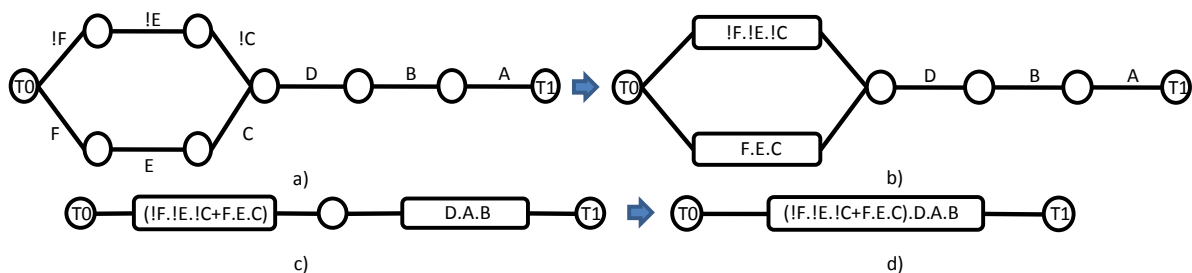 !F !E !C
T0 D B A T1
F E C
a)
!F.!E.!C
T0 D B A T1
F.E.C
b)
T0 (!F.!E.!C+F.E.C) D.A.B T1
c)
T0 (!F.!E.!C+F.E.C).D.A.B T1
d)